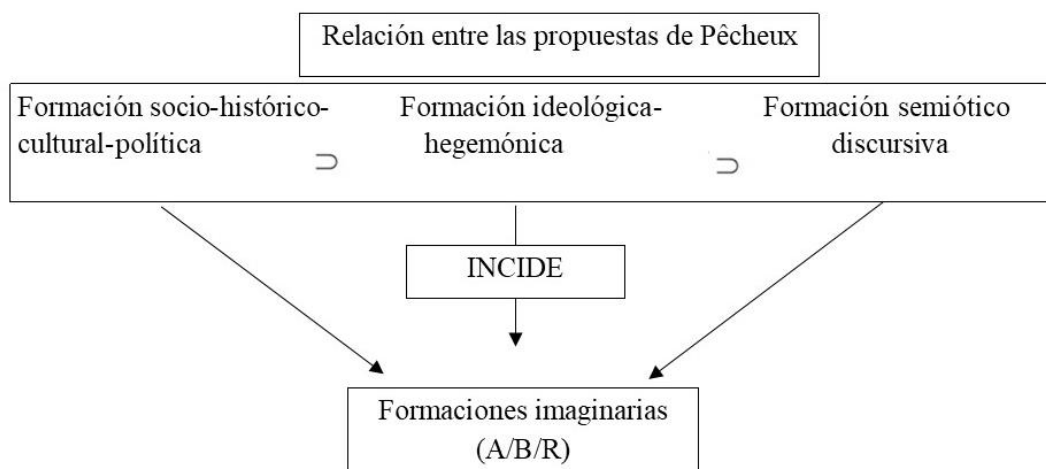 Relación entre las propuestas de Pêcheux
Formación socio-histórico-
cultural-política
⊃
Formación ideológica-
hegemónica
⊃
Formación semiótico
discursiva
INCIDE
Formaciones imaginarias
(A/B/R)